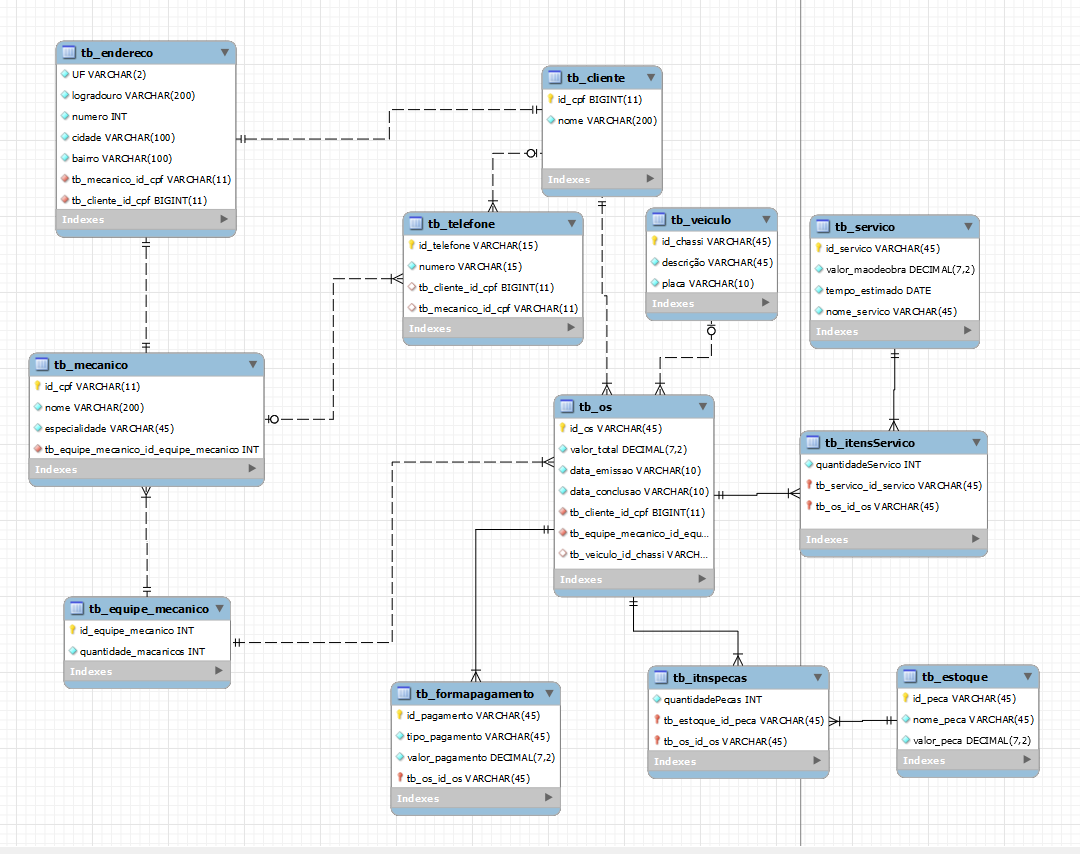 tb_endereco
UF VARCHAR(2)
logradouro VARCHAR(200)
numero INT
cidade VARCHAR(100)
bairro VARCHAR(100)
tb_mecanico_id_cpf VARCHAR(11)
tb_cliente_id_cpf BIGINT(11)
Indexes
tb_cliente
id_cpf BIGINT(11)
nome VARCHAR(200)
Indexes
tb_telefone
id_telefone VARCHAR(15)
numero VARCHAR(15)
tb_cliente_id_cpf BIGINT(11)
tb_mecanico_id_cpf VARCHAR(11)
Indexes
tb_veiculo
id_chassi VARCHAR(45)
descrição VARCHAR(45)
placa VARCHAR(10)
Indexes
tb_servico
id_servico VARCHAR(45)
valor_maodeobra DECIMAL(7,2)
tempo_estimado DATE
nome_servico VARCHAR(45)
Indexes
tb_mecanico
id_cpf VARCHAR(11)
nome VARCHAR(200)
especialidade VARCHAR(45)
tb_equipe_mecanico_id_equipe_mecanico INT
Indexes
tb_os
id_os VARCHAR(45)
valor_total DECIMAL(7,2)
data_emissao VARCHAR(10)
data_conclusao VARCHAR(10)
tb_cliente_id_cpf BIGINT(11)
tb_equipe_mecanico_id_equ...
tb_veiculo_id_chassi VARCH...
Indexes
tb_itensServico
quantidadeServico INT
tb_servico_id_servico VARCHAR(45)
tb_os_id_os VARCHAR(45)
Indexes
tb_equipe_mecanico
id_equipe_mecanico INT
quantidade_macanicos INT
Indexes
tb_formapagamento
id_pagamento VARCHAR(45)
tipo_pagamento VARCHAR(45)
valor_pagamento DECIMAL(7,2)
tb_os_id_os VARCHAR(45)
Indexes
tb_itnspecas
quantidadePecas INT
tb_estoque_id_peca VARCHAR(45)
tb_os_id_os VARCHAR(45)
Indexes
tb_estoque
id_peca VARCHAR(45)
nome_peca VARCHAR(45)
valor_peca DECIMAL(7,2)
Indexes